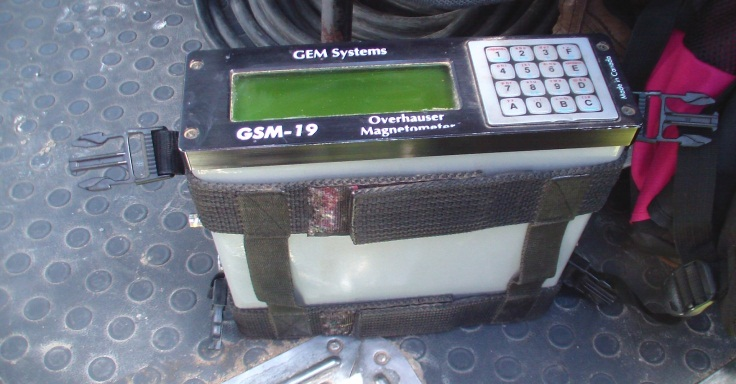 GEM Systems
GSM-19
Overhauser
Magnetometer
1 2 3 F
4 5 6 E
7 8 9 D
A 0 B C
Made in Canada